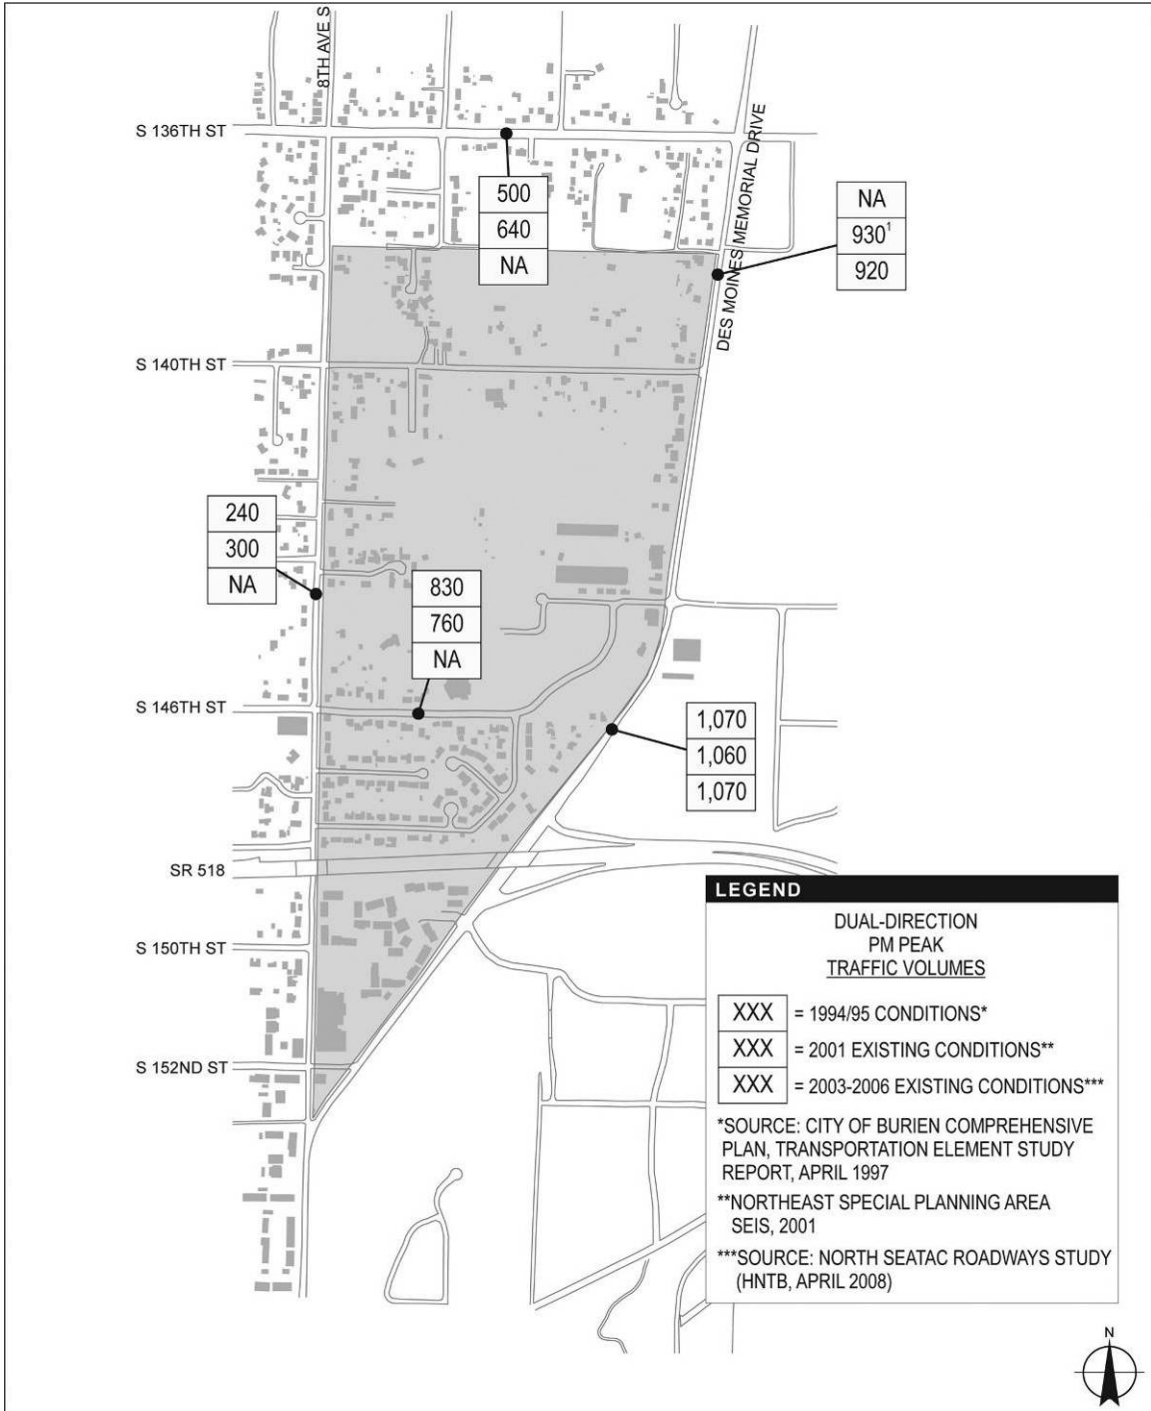 8TH AVE S
S 136TH ST
DES MOINES MEMORIAL DRIVE
500
640
NA
NA
930¹
920
S 140TH ST
240
300
NA
830
760
NA
S 146TH ST
1,070
1,060
1,070
SR 518
S 150TH ST
S 152ND ST
LEGEND
DUAL-DIRECTION
PM PEAK
TRAFFIC VOLUMES
XXX = 1994/95 CONDITIONS*
XXX = 2001 EXISTING CONDITIONS**
XXX = 2003-2006 EXISTING CONDITIONS***
*SOURCE: CITY OF BURIEN COMPREHENSIVE
PLAN, TRANSPORTATION ELEMENT STUDY
REPORT, APRIL 1997
**NORTHEAST SPECIAL PLANNING AREA
SEIS, 2001
***SOURCE: NORTH SEATAC ROADWAYS STUDY
(HNTB, APRIL 2008)
N